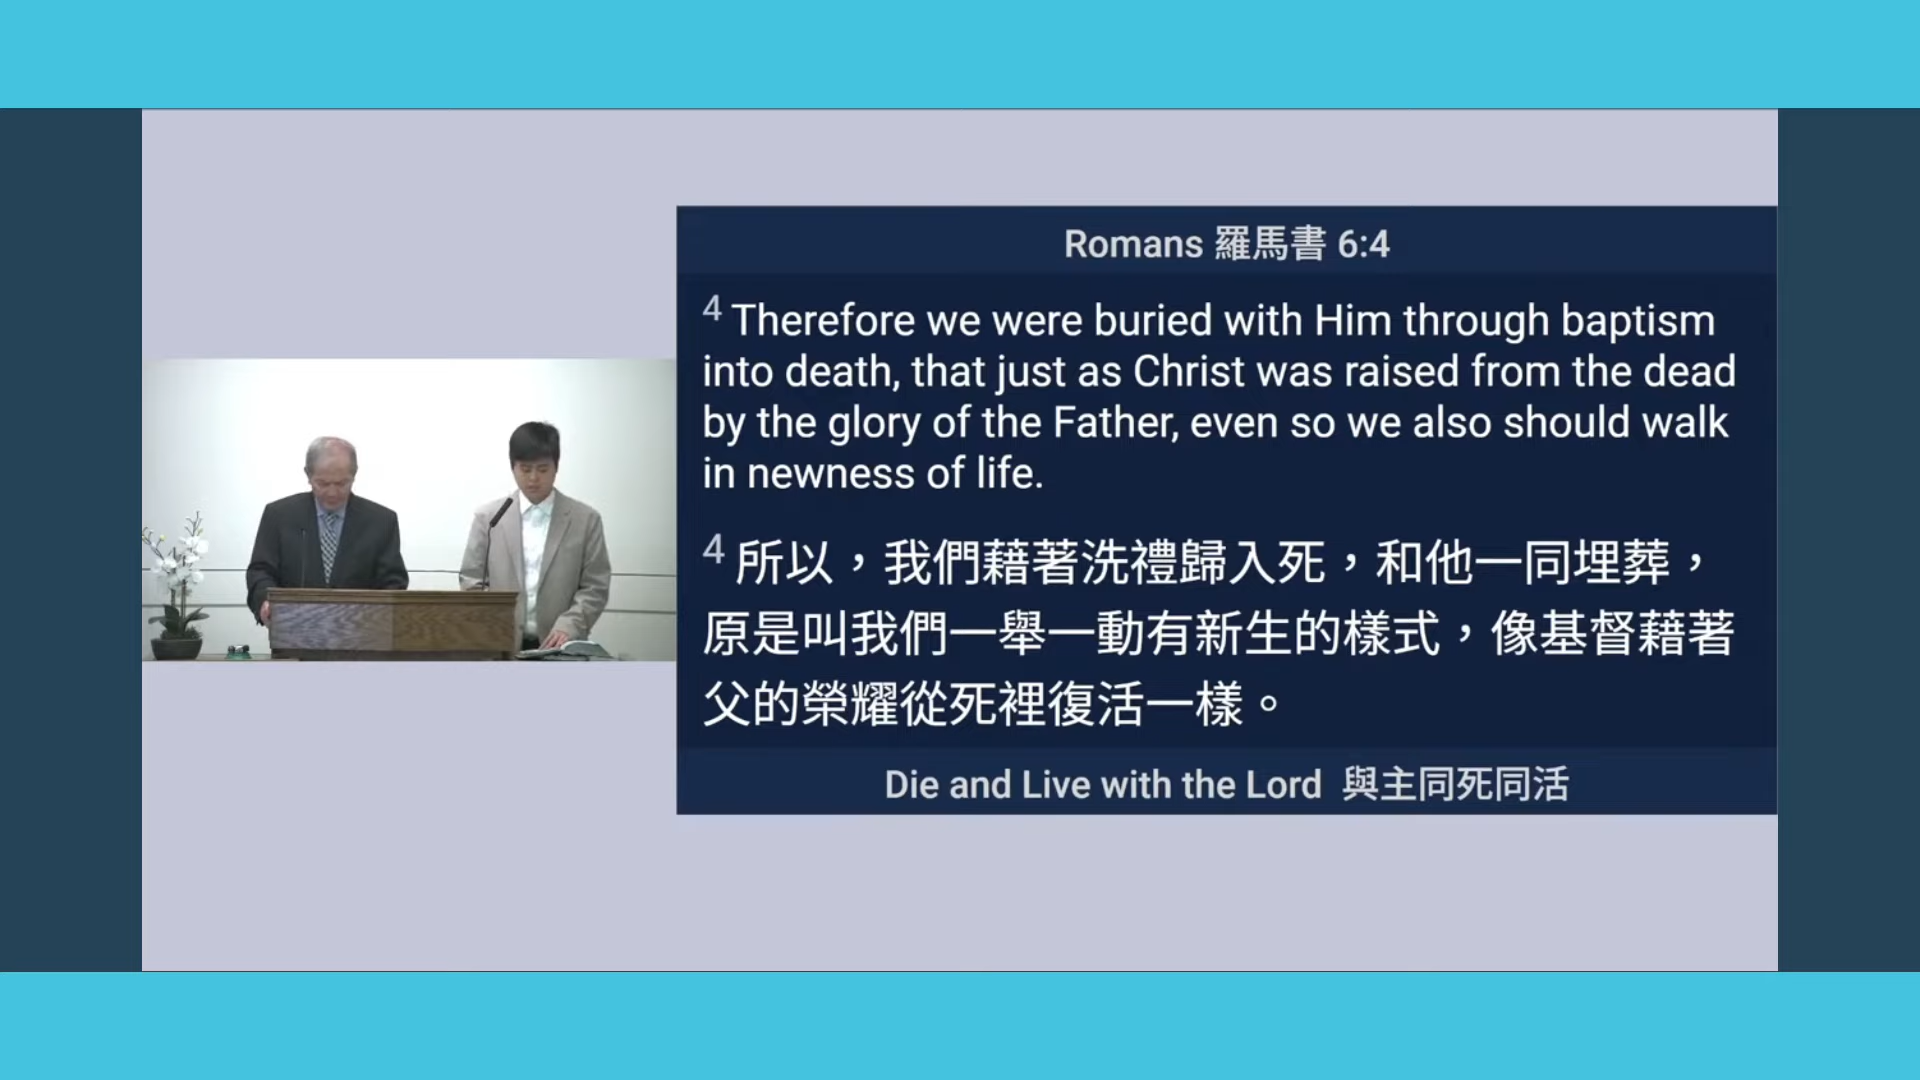 Romans 羅馬書 6:4
4 Therefore we were buried with Him through baptism
into death, that just as Christ was raised from the dead
by the glory of the Father, even so we also should walk
in newness of life.
4 所以，我們藉著洗禮歸入死，和他一同埋葬，
原是叫我們一舉一動有新生的樣式，像基督藉著
父的榮耀從死裡復活一樣。
Die and Live with the Lord 與主同死同活